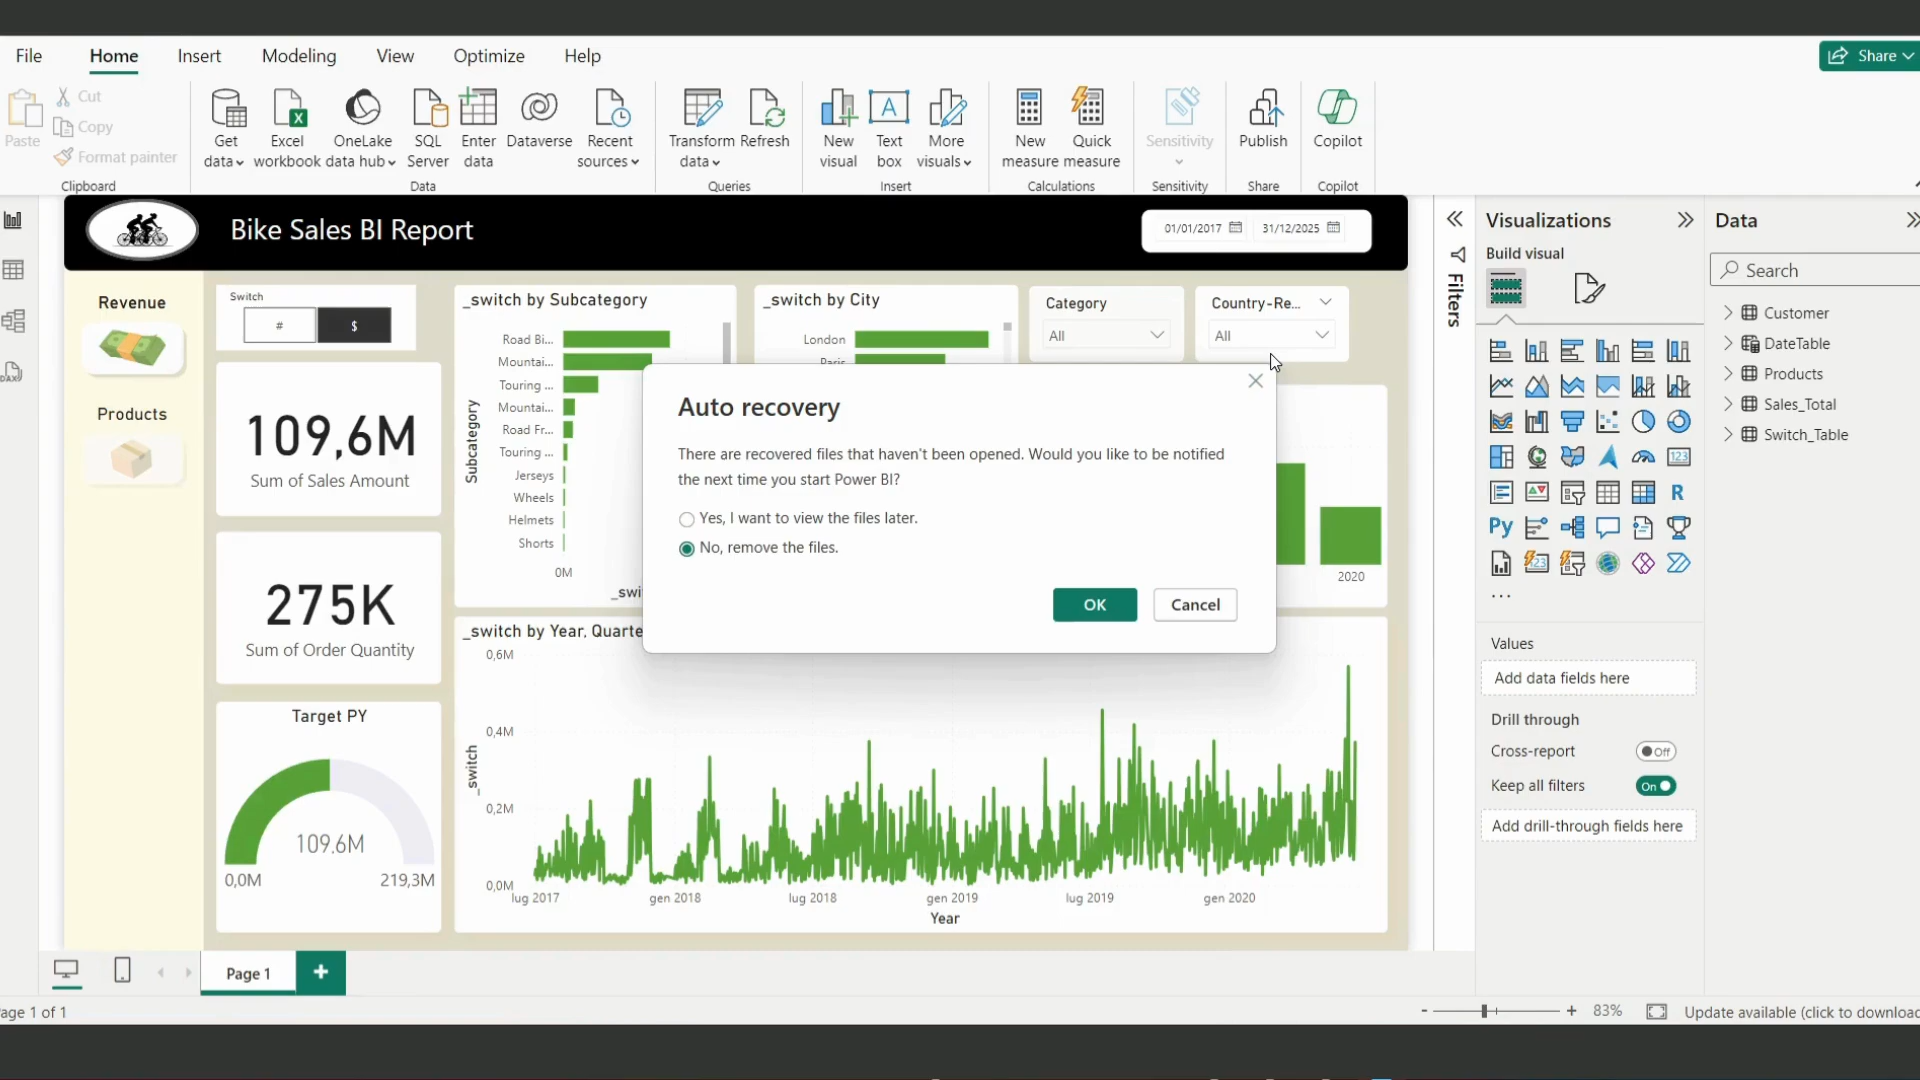 File
Home
Insert
Modeling
View
Optimize
Help
Share
Paste
Cut
Copy
Format painter
Clipboard
Get data
Excel workbook
OneLake data hub
SQL Server
Enter data
Dataverse
Recent sources
Data
Transform data
Refresh
Queries
New visual
Text box
More visuals
Insert
New measure
Quick measure
Calculations
Sensitivity
Sensitivity
Publish
Share
Copilot
Copilot
Bike Sales BI Report
01/01/2017
31/12/2025
Revenue
Products
Switch
#
$
109,6M
Sum of Sales Amount
275K
Sum of Order Quantity
Target PY
109,6M
0,0M
219,3M
_switch by Subcategory
Subcategory
Road Bi...
Mountai...
Touring ...
Mountai...
Road Fr...
Touring ...
Jerseys
Wheels
Helmets
Shorts
0M
_swi
_switch by City
London
Category
All
Country-Re...
All
2020
Auto recovery
There are recovered files that haven't been opened. Would you like to be notified
the next time you start Power BI?
Yes, I want to view the files later.
No, remove the files.
OK
Cancel
_switch by Year, Quarte
_switch
0,6M
0,4M
0,2M
0,0M
lug 2017
gen 2018
lug 2018
gen 2019
lug 2019
gen 2020
Year
Filters
Visualizations
Build visual
123
R
Py
123
...
Values
Add data fields here
Drill through
Cross-report
Off
Keep all filters
On
Add drill-through fields here
Data
Search
Customer
DateTable
Products
Sales_Total
Switch_Table
Page 1
+
age 1 of 1
-
+
83%
Update available (click to download